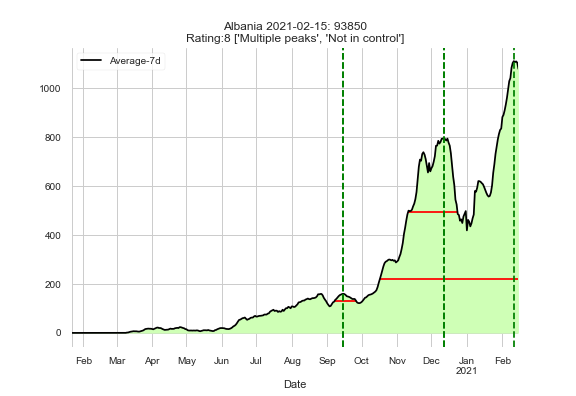 Albania 2021-02-15: 93850
Rating:8 ['Multiple peaks', 'Not in control']
Average-7d
1000
800
600
400
200
0
Feb Mar Apr May Jun Jul Aug Sep Oct Nov Dec Jan Feb
2021
Date